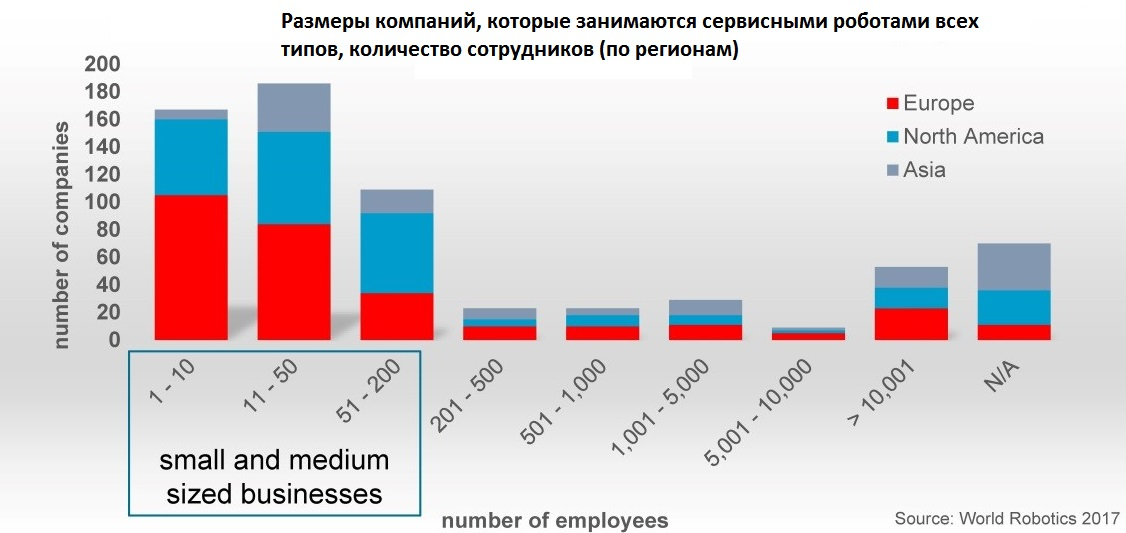 Размеры компаний, которые занимаются сервисными роботами всех
типов, количество сотрудников (по регионам)
200
180
160
140
120
100
80
60
40
20
0
number of companies
Europe
North America
Asia
1 - 10
11 - 50
51 - 200
201 - 500
501 - 1,000
1,001 - 5,000
5,001 - 10,000
> 10,001
N/A
small and medium
sized businesses
number of employees
Source: World Robotics 2017